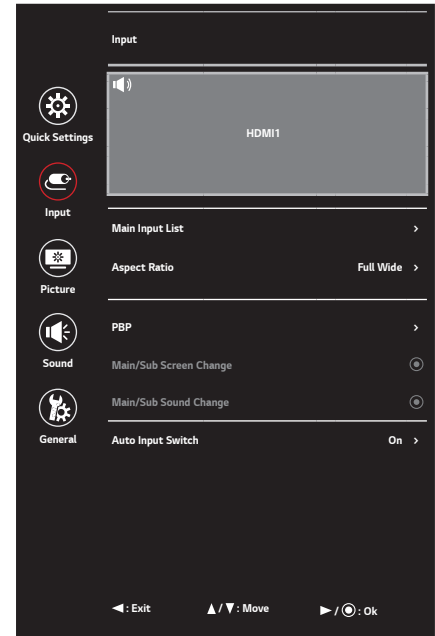 Input
HDMI1
Quick Settings
Input
Picture
Sound
General
Main Input List >
Aspect Ratio Full Wide >
PBP >
Main/Sub Screen Change
Main/Sub Sound Change
Auto Input Switch On >
◄ : Exit ▲/▼ : Move ► / ◉ : Ok